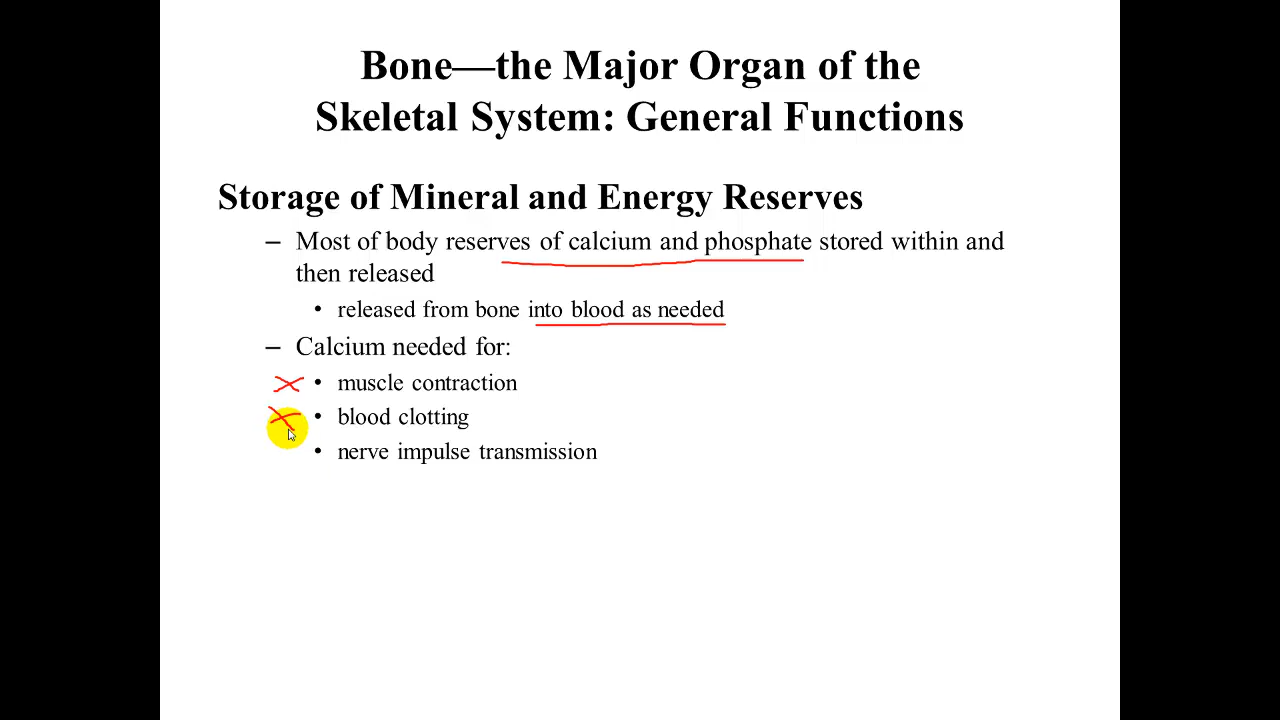 Bone—the Major Organ of the
Skeletal System: General Functions
Storage of Mineral and Energy Reserves
– Most of body reserves of calcium and phosphate stored within and
then released
• released from bone into blood as needed
– Calcium needed for:
• muscle contraction
• blood clotting
• nerve impulse transmission